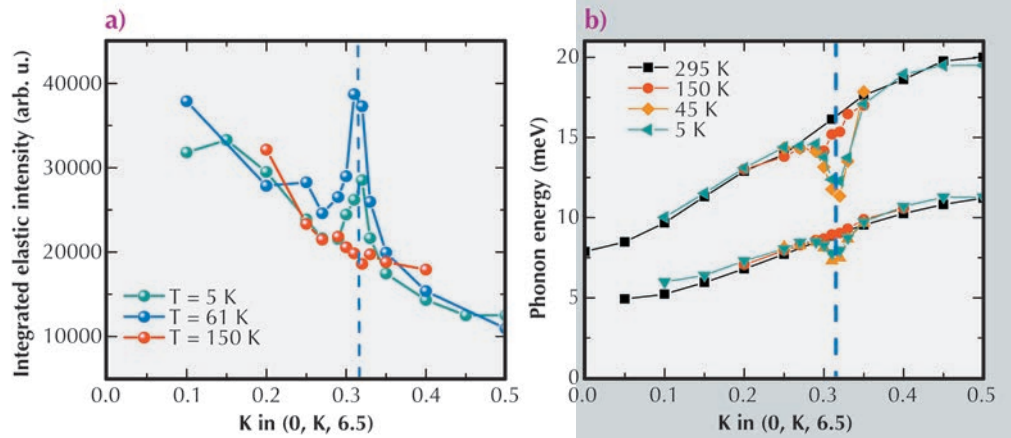 a)
Integrated elastic intensity (arb. u.)
40000
30000
20000
10000
T = 5 K
T = 61 K
T = 150 K
0.0 0.1 0.2 0.3 0.4 0.5
K in (0, K, 6.5)
b)
Phonon energy (meV)
20
15
10
5
0
295 K
150 K
45 K
5 K
0.0 0.1 0.2 0.3 0.4 0.5
K in (0, K, 6.5)